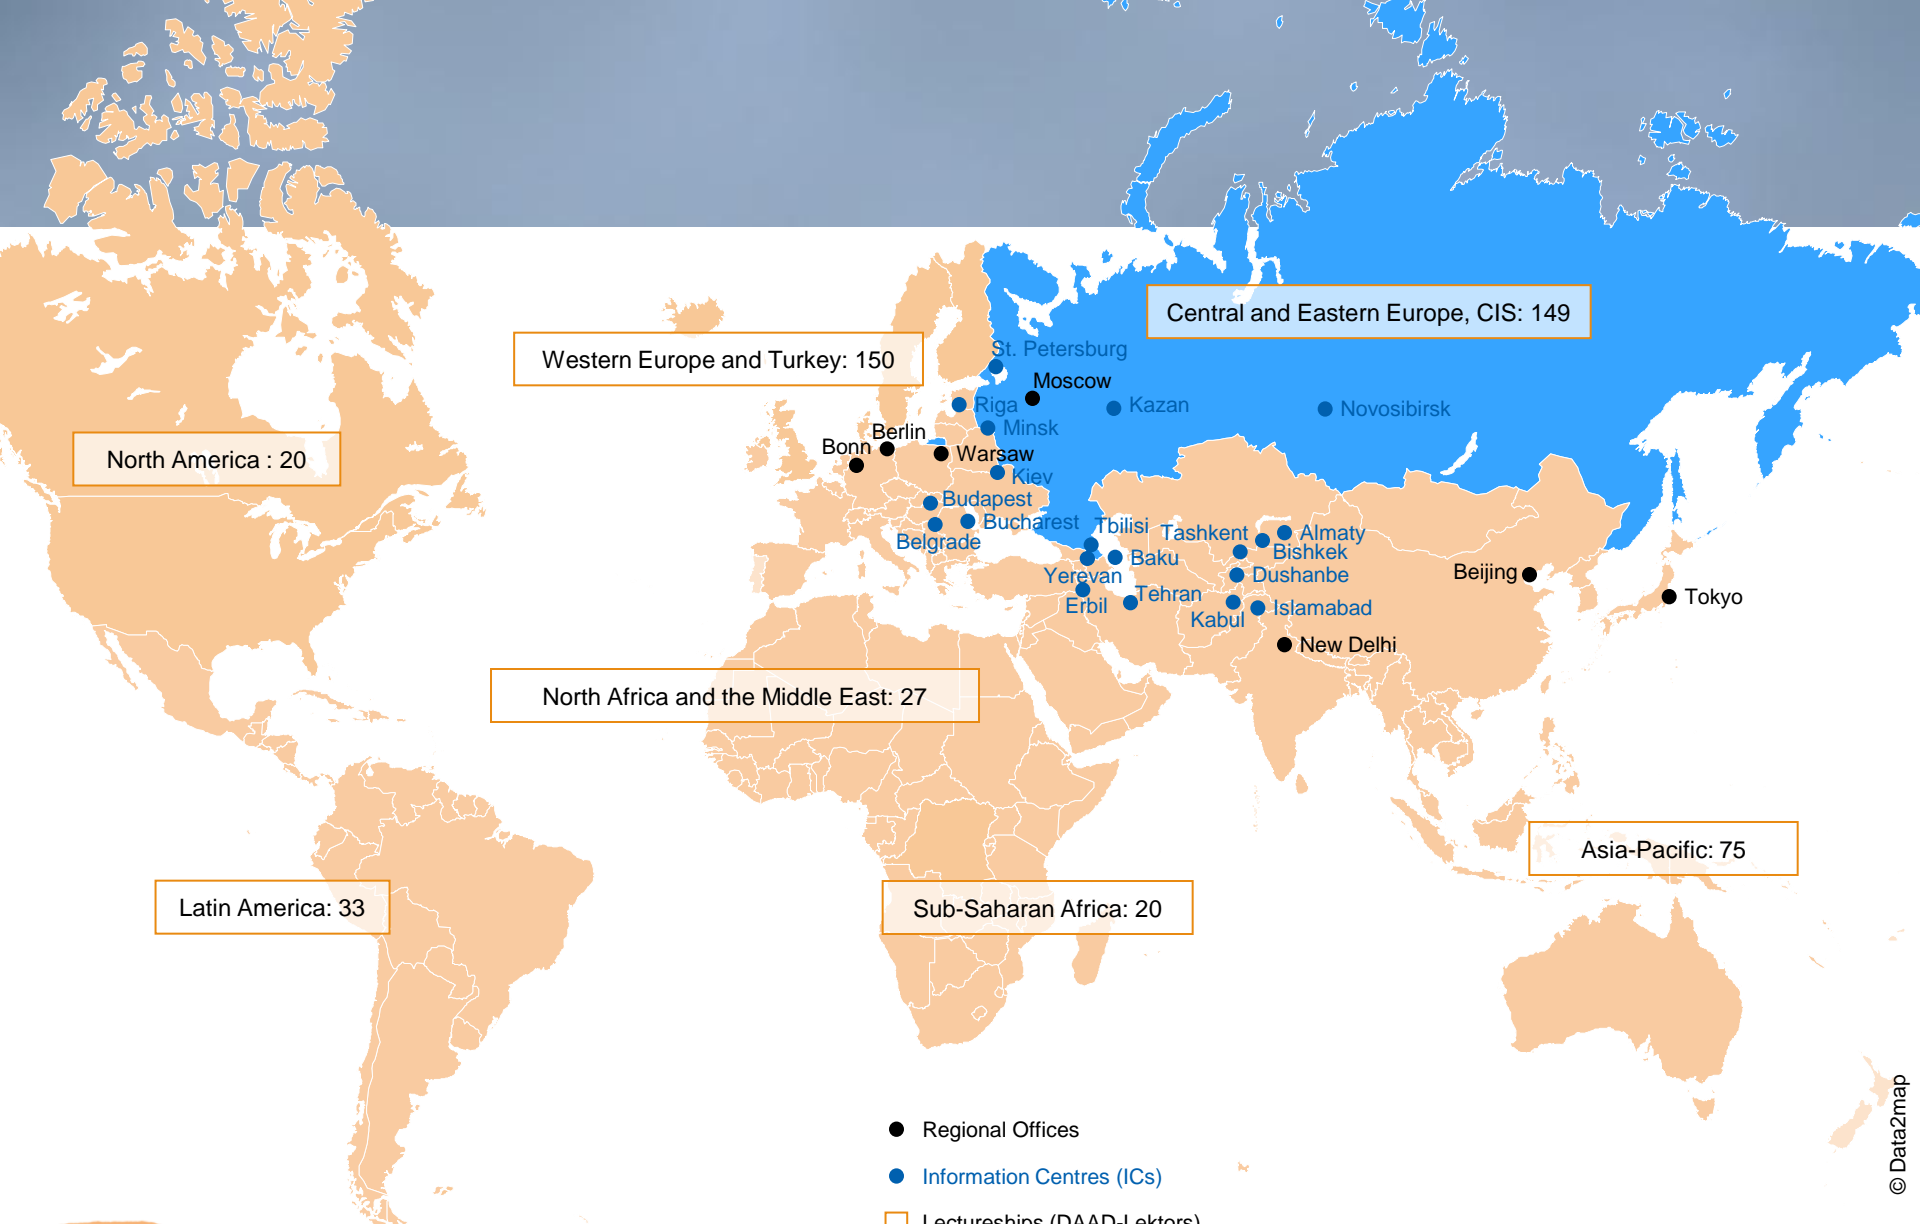 Central and Eastern Europe, CIS: 149
Western Europe and Turkey: 150
St. Petersburg
Moscow
Riga
Kazan
Novosibirsk
Minsk
Berlin
Bonn
Warsaw
North America : 20
Kiev
Budapest
Bucharest
Tbilisi
Tashkent
Almaty
Belgrade
Bishkek
Baku
Yerevan
Dushanbe
Beijing
Tehran
Tokyo
Erbil
Islamabad
Kabul
New Delhi
North Africa and the Middle East: 27
Asia-Pacific: 75
Latin America: 33
Sub-Saharan Africa: 20
Regional Offices
Information Centres (ICs)
Lectureships (DAAD-Lektors)
© Data2map